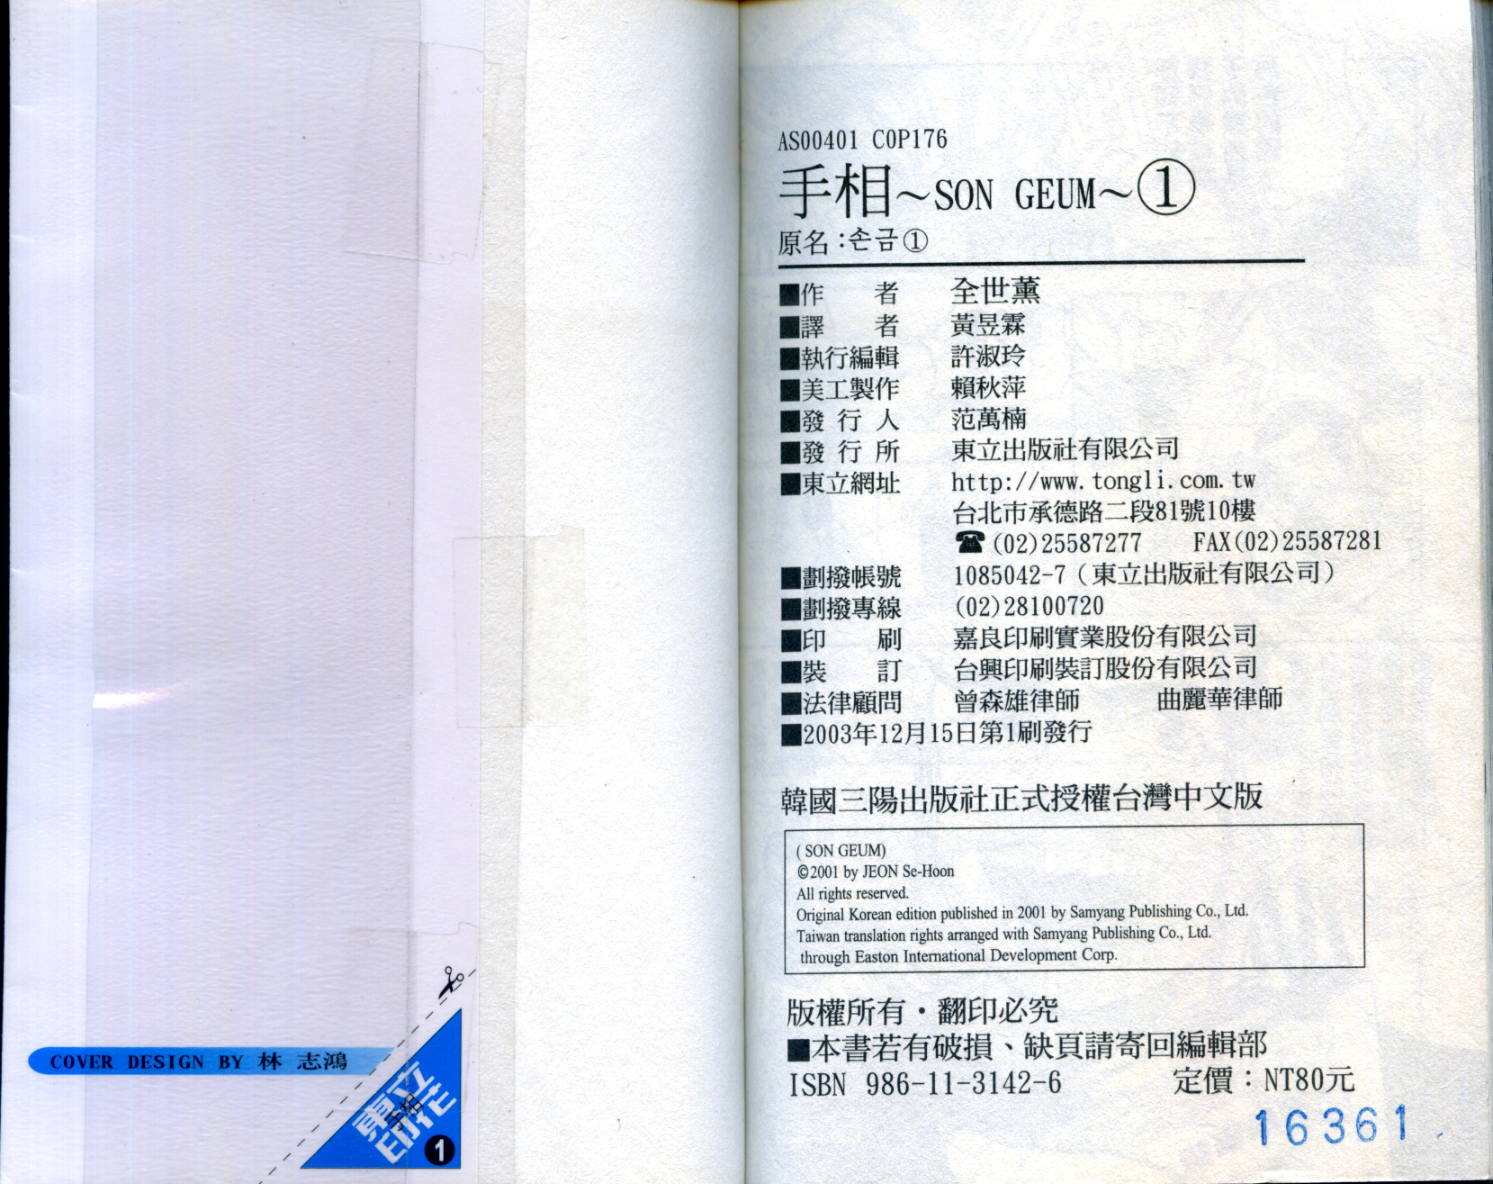 COVER DESIGN BY 林 志鴻
東立
印花
手相
1
AS00401 COP176
手相～SON GEUM～①
原名：손금①
■作者 全世薰
■譯者 黃昱霖
■執行編輯 許淑玲
■美工製作 賴秋萍
■發行人 范萬楠
■發行所 東立出版社有限公司
■東立網址 http://www.tongli.com.tw
台北市承德路二段81號10樓
☎(02)25587277 FAX(02)25587281
■劃撥帳號 1085042-7（東立出版社有限公司）
■劃撥專線 (02)28100720
■印刷 嘉良印刷實業股份有限公司
■裝訂 台興印刷裝訂股份有限公司
■法律顧問 曾森雄律師 曲麗華律師
■2003年12月15日第1刷發行
韓國三陽出版社正式授權台灣中文版
( SON GEUM)
©2001 by JEON Se-Hoon
All rights reserved.
Original Korean edition published in 2001 by Samyang Publishing Co., Ltd.
Taiwan translation rights arranged with Samyang Publishing Co., Ltd.
through Easton International Development Corp.
版權所有・翻印必究
■本書若有破損、缺頁請寄回編輯部
ISBN 986-11-3142-6 定價：NT80元
16361